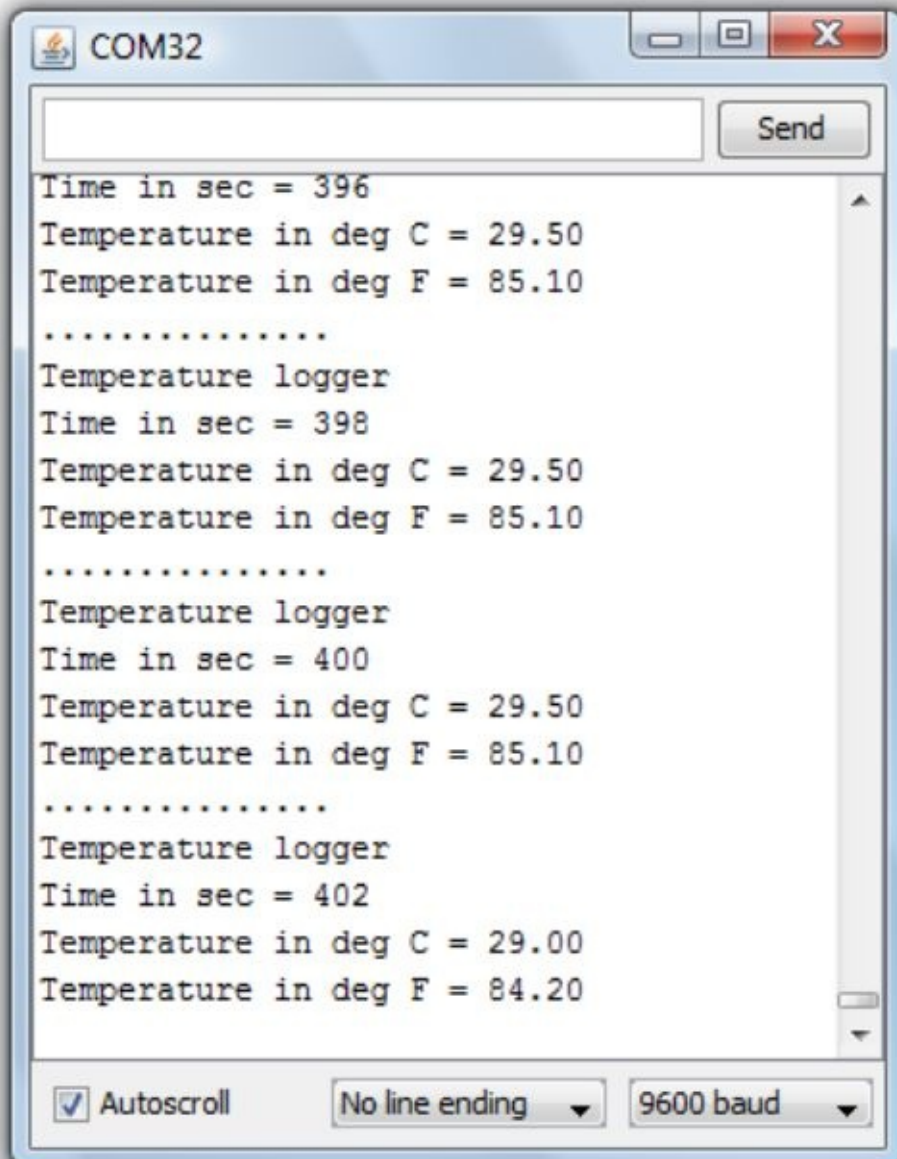 COM32
Send
Time in sec = 396
Temperature in deg C = 29.50
Temperature in deg F = 85.10
...............
Temperature logger
Time in sec = 398
Temperature in deg C = 29.50
Temperature in deg F = 85.10
...............
Temperature logger
Time in sec = 400
Temperature in deg C = 29.50
Temperature in deg F = 85.10
...............
Temperature logger
Time in sec = 402
Temperature in deg C = 29.00
Temperature in deg F = 84.20
Autoscroll No line ending 9600 baud